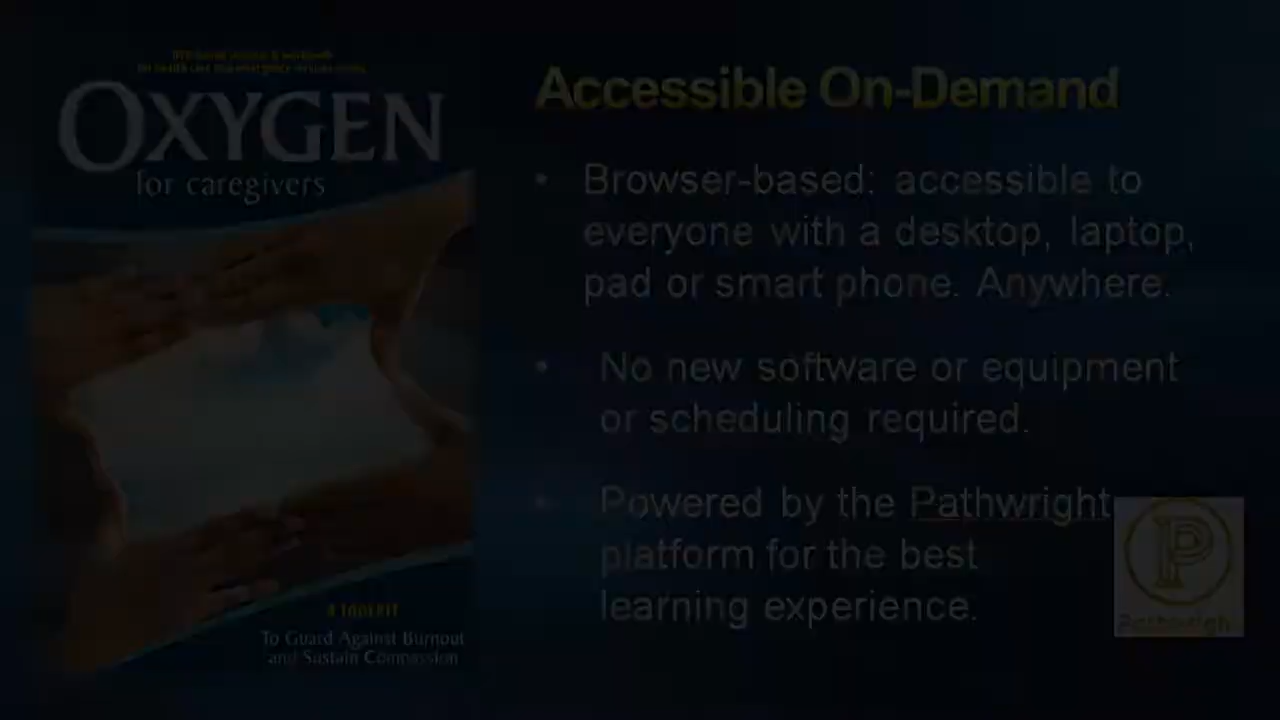 OXYGEN
for caregivers
A TOOLKIT
To Guard Against Burnout
and Sustain Compassion
Accessible On-Demand
• Browser-based: accessible to
everyone with a desktop, laptop,
pad or smart phone. Anywhere.
• No new software or equipment
or scheduling required.
• Powered by the Pathwright
platform for the best
learning experience.
P
Pathwright